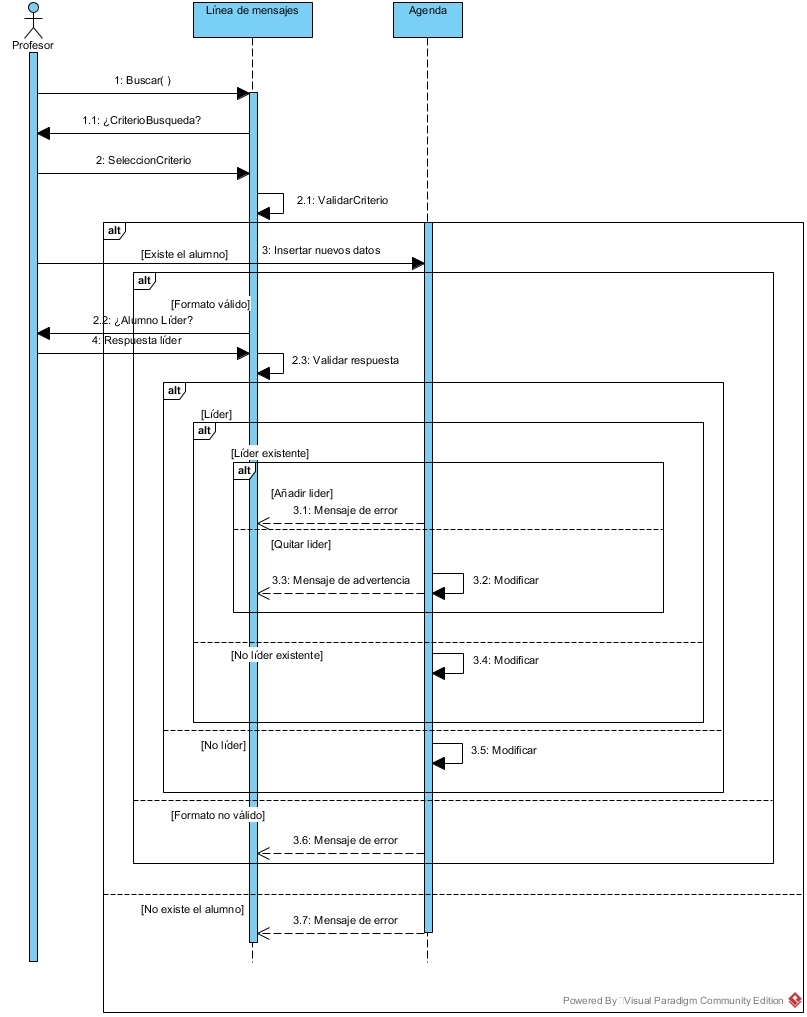 Línea de mensajes
Agenda
Profesor
1: Buscar( )
1.1: ¿CriterioBusqueda?
2: SeleccionCriterio
2.1: ValidarCriterio
alt
[Existe el alumno]
3: Insertar nuevos datos
alt
[Formato válido]
2.2: ¿Alumno Líder?
4: Respuesta líder
2.3: Validar respuesta
alt
[Líder]
alt
[Líder existente]
alt
[Añadir lider]
3.1: Mensaje de error
[Quitar lider]
3.3: Mensaje de advertencia
3.2: Modificar
[No líder existente]
3.4: Modificar
[No líder]
3.5: Modificar
[Formato no válido]
3.6: Mensaje de error
[No existe el alumno]
3.7: Mensaje de error
Powered By Visual Paradigm Community Edition